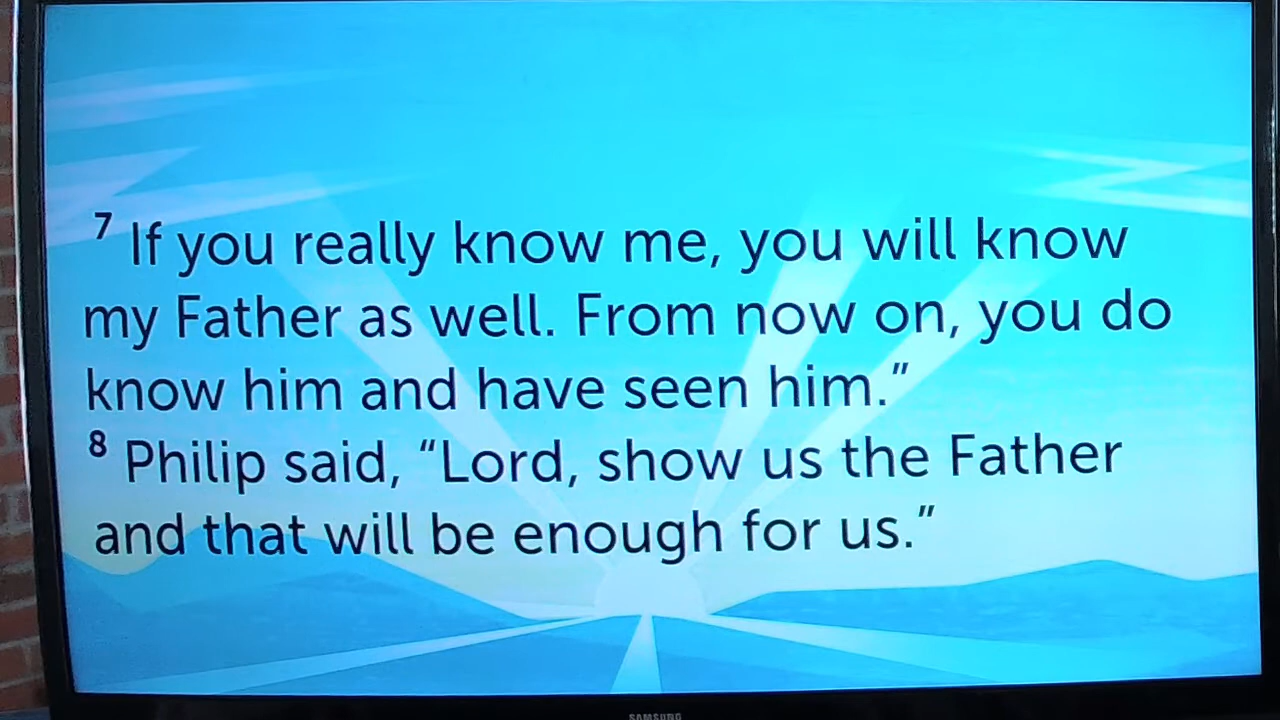 7 If you really know me, you will know
my Father as well. From now on, you do
know him and have seen him.”
8 Philip said, “Lord, show us the Father
and that will be enough for us.”
SAMSUNG